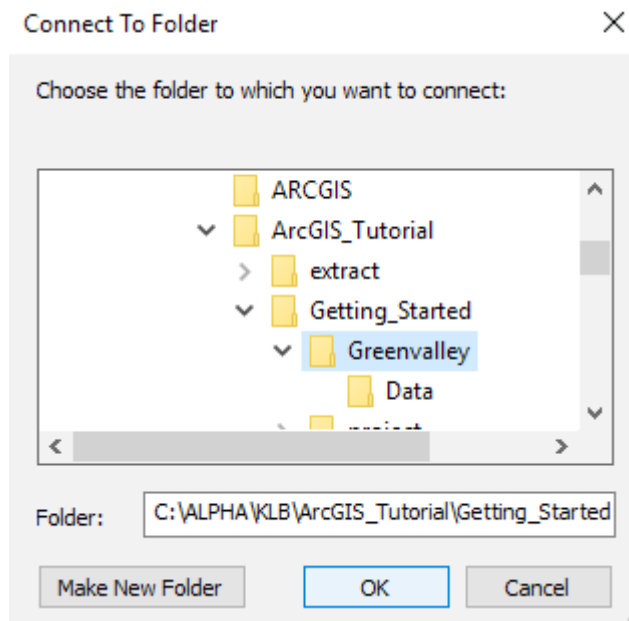 Connect To Folder
Choose the folder to which you want to connect:
ARCGIS
ArcGIS_Tutorial
extract
Getting_Started
Greenvalley
Data
Folder: C:\ALPHA\KLB\ArcGIS_Tutorial\Getting_Started
Make New Folder OK Cancel